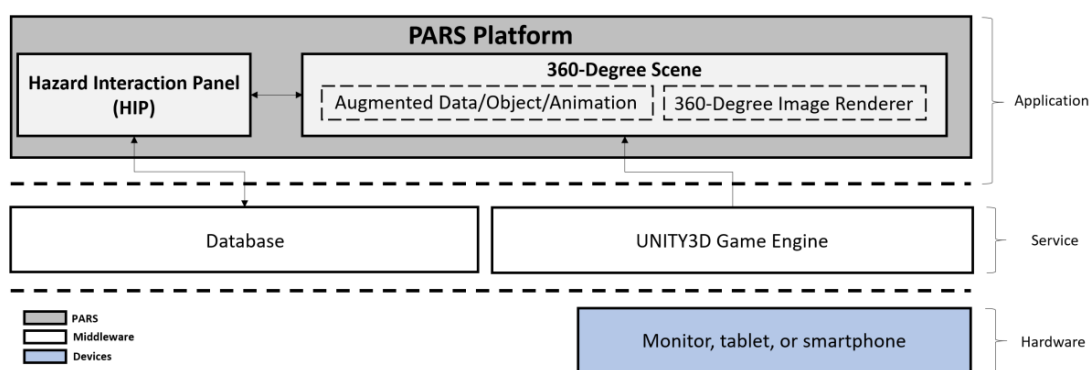 PARS Platform
Hazard Interaction Panel
(HIP)
360-Degree Scene
Augmented Data/Object/Animation
360-Degree Image Renderer
Application
Database
UNITY3D Game Engine
Service
PARS
Middleware
Devices
Monitor, tablet, or smartphone
Hardware